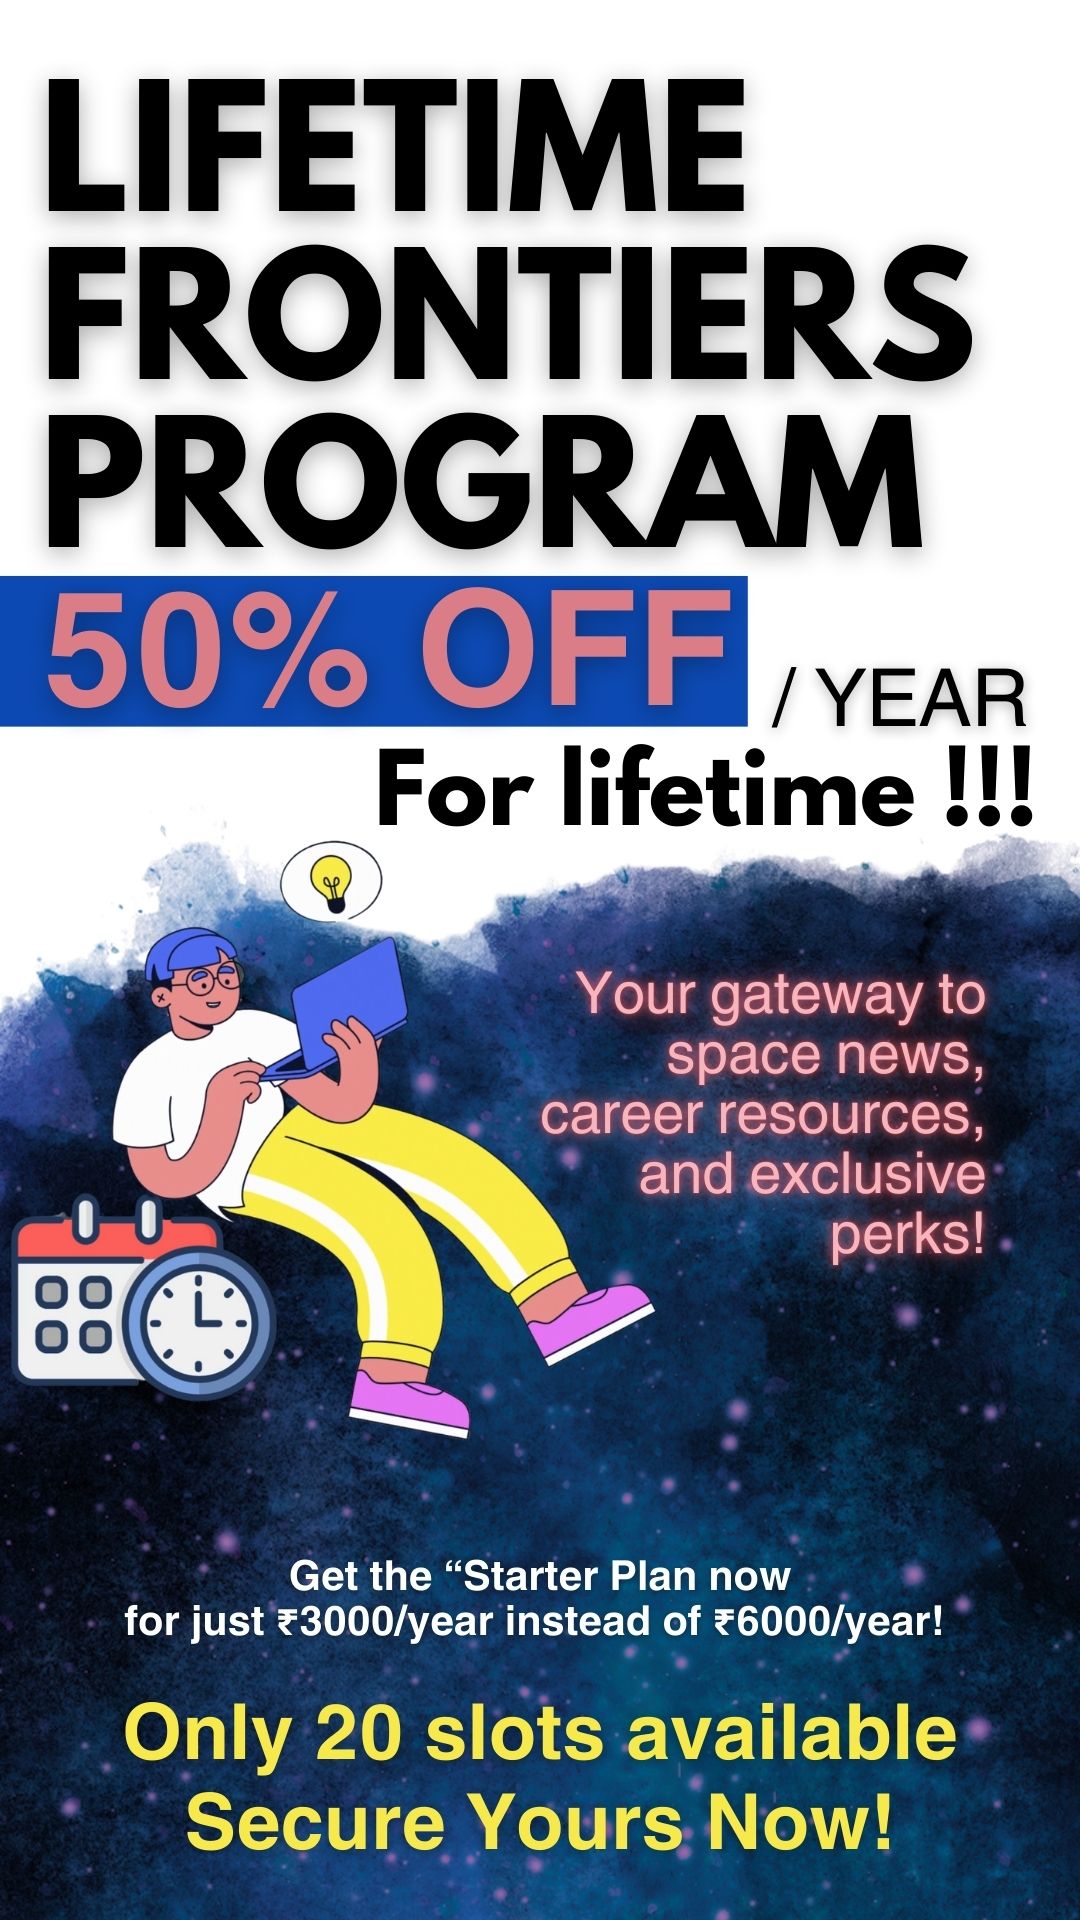 LIFETIME
FRONTIERS
PROGRAM
50% OFF / YEAR
For lifetime !!!
Your gateway to
space news,
career resources,
and exclusive
perks!
Get the “Starter Plan now
for just ₹3000/year instead of ₹6000/year!
Only 20 slots available
Secure Yours Now!